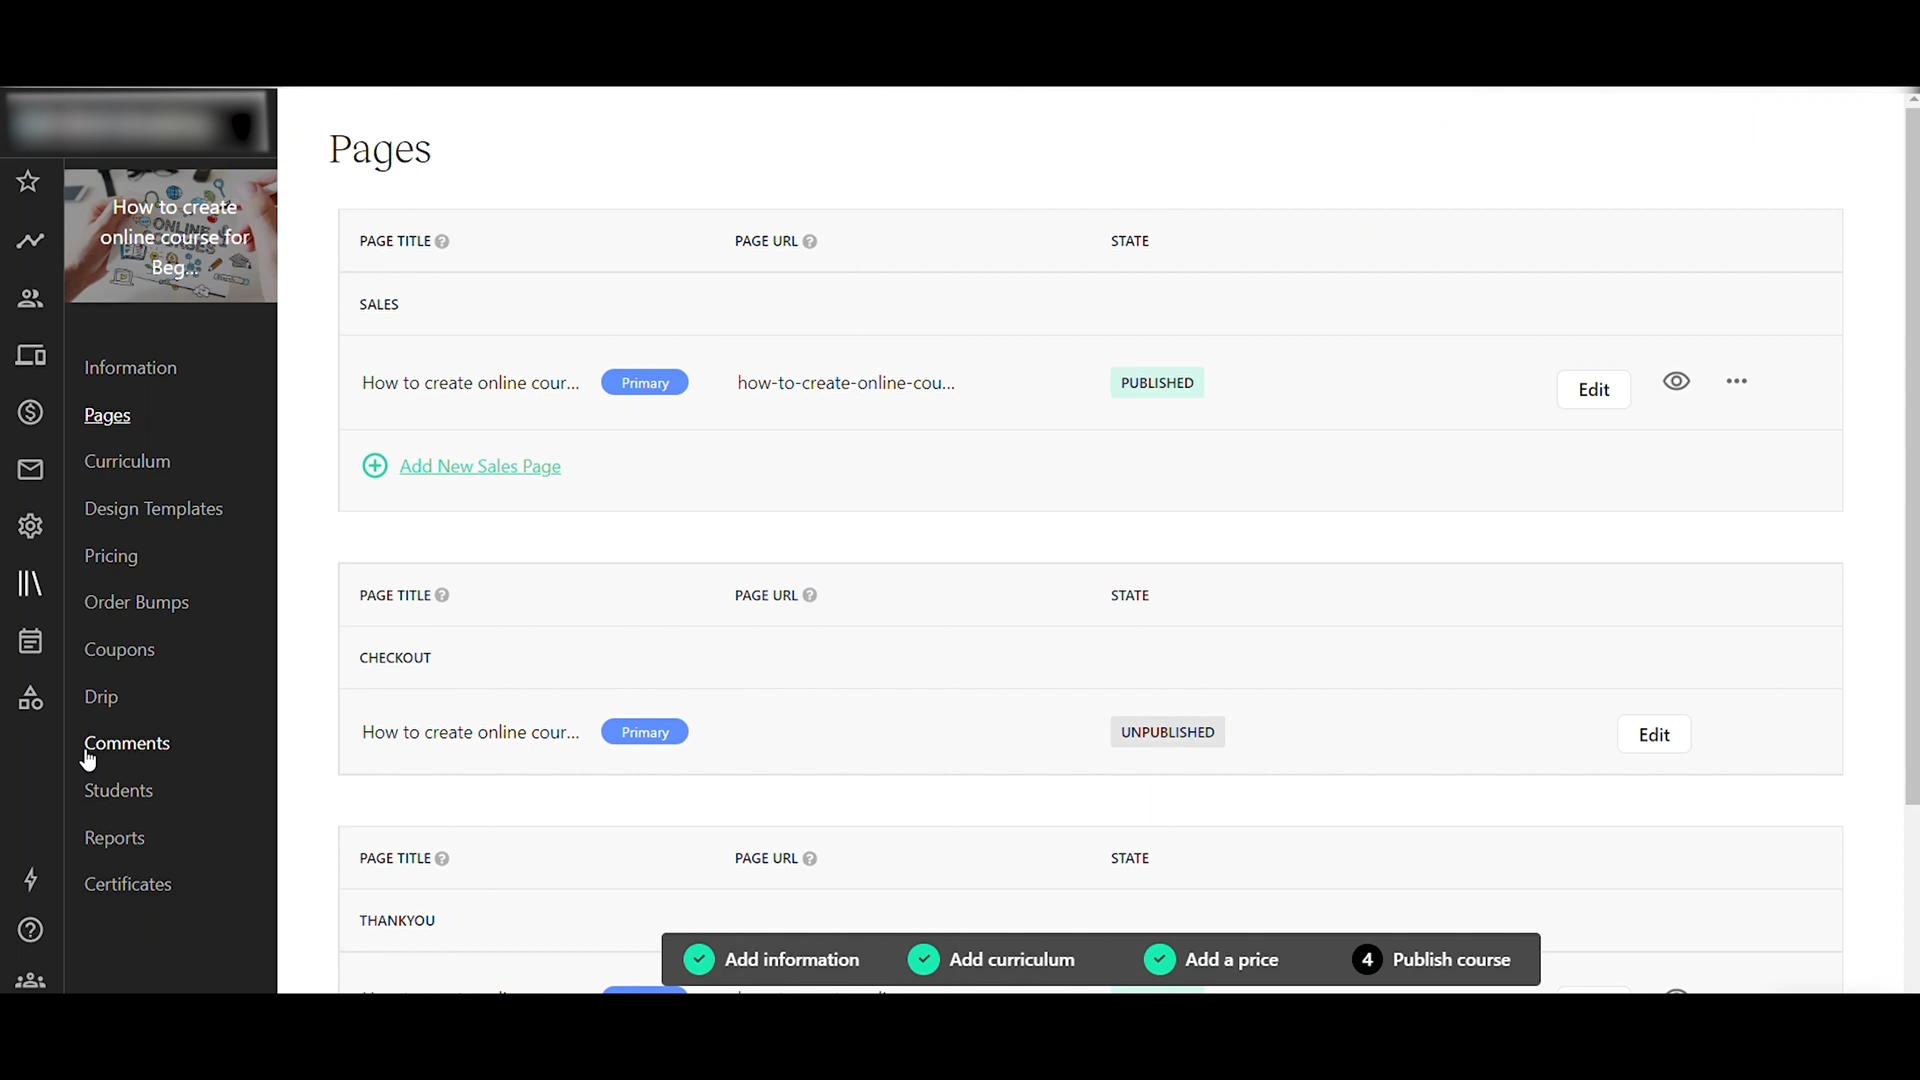 How to create
online course for
Beg...
Information
Pages
Curriculum
Design Templates
Pricing
Order Bumps
Coupons
Drip
Comments
Students
Reports
Certificates
Pages
PAGE TITLE PAGE URL STATE
SALES
How to create online cour... Primary how-to-create-online-cou... PUBLISHED Edit
Add New Sales Page
PAGE TITLE PAGE URL STATE
CHECKOUT
How to create online cour... Primary UNPUBLISHED Edit
PAGE TITLE PAGE URL STATE
THANKYOU
Add information Add curriculum Add a price 4 Publish course